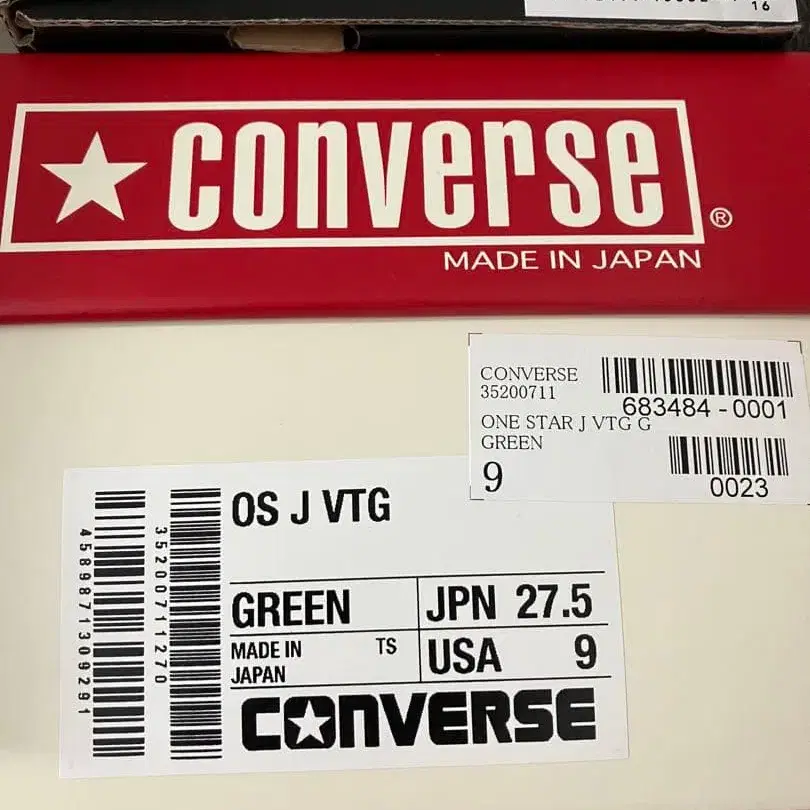 16
★ converse ®
MADE IN JAPAN
CONVERSE
35200711
683484-0001
ONE STAR J VTG G
GREEN
9
0023
OS J VTG
GREEN
JPN 27.5
MADE IN
JAPAN
TS
USA 9
CONVERSE
35200711270
4589871309291